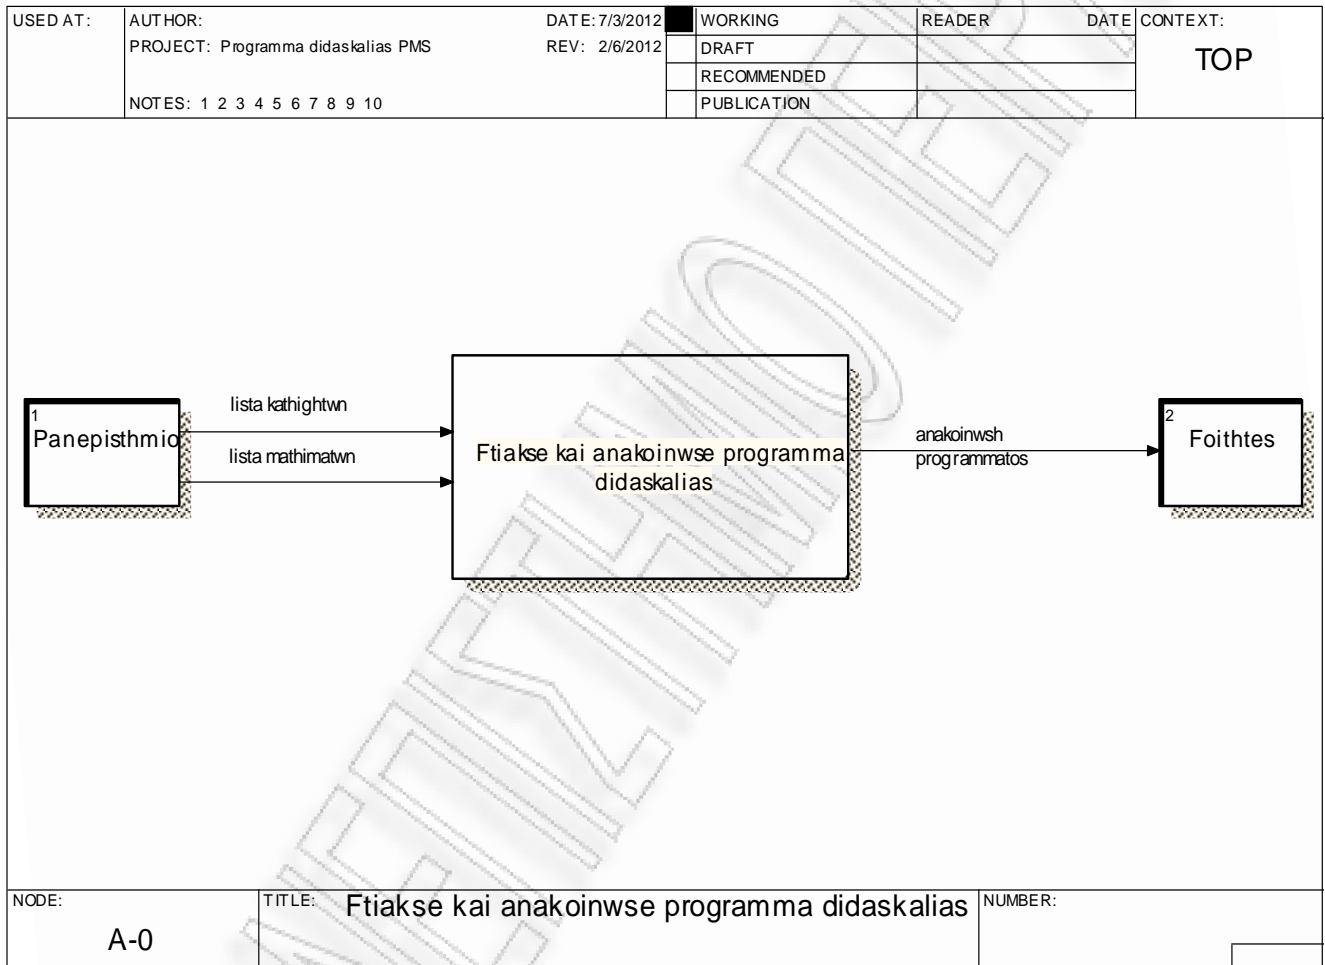 USED AT:
AUTHOR:
DATE: 7/3/2012
WORKING
READER
DATE
CONTEXT:
PROJECT: Programma didaskalias PMS
REV: 2/6/2012
DRAFT
TOP
RECOMMENDED
NOTES: 1 2 3 4 5 6 7 8 9 10
PUBLICATION
1
Panepisthmio
lista kathightwn
lista mathimatwn
Ftiakse kai anakoinwse programma
didaskalias
anakoinwsh
programmatos
2
Foithtes
NODE:
A-0
TITLE:
Ftiakse kai anakoinwse programma didaskalias
NUMBER: